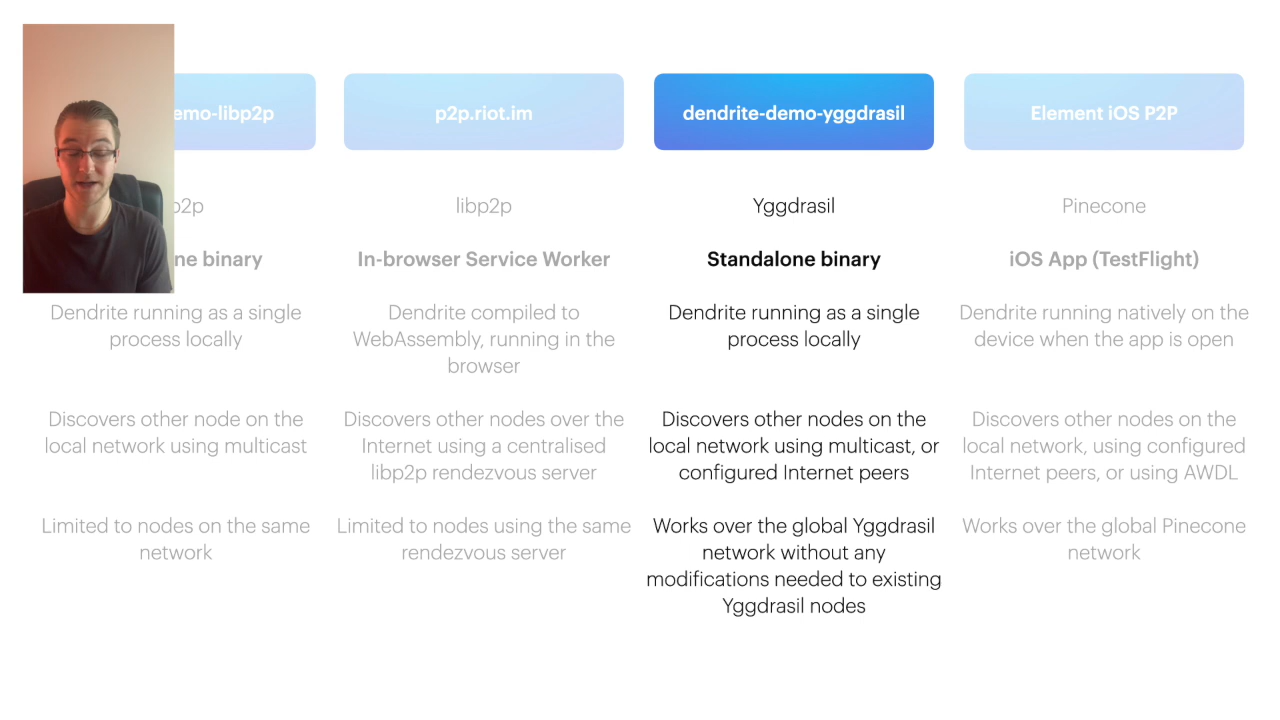 emo-libp2p
p2p.riot.im
dendrite-demo-yggdrasil
Element iOS P2P
p2p
libp2p
Yggdrasil
Pinecone
ne binary
In-browser Service Worker
Standalone binary
iOS App (TestFlight)
Dendrite running as a single
process locally
Dendrite compiled to
WebAssembly, running in the
browser
Dendrite running as a single
process locally
Dendrite running natively on the
device when the app is open
Discovers other node on the
local network using multicast
Discovers other nodes over the
Internet using a centralised
libp2p rendezvous server
Discovers other nodes on the
local network using multicast, or
configured Internet peers
Discovers other nodes on the
local network, using configured
Internet peers, or using AWDL
Limited to nodes on the same
network
Limited to nodes using the same
rendezvous server
Works over the global Yggdrasil
network without any
modifications needed to existing
Yggdrasil nodes
Works over the global Pinecone
network